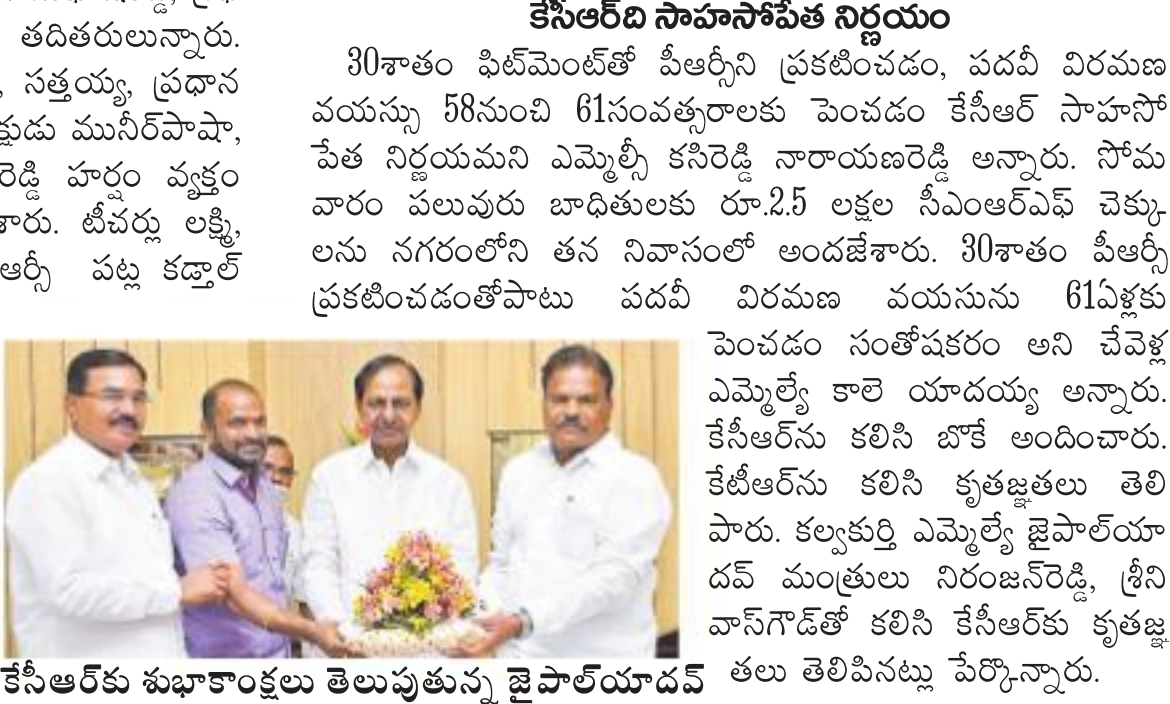 తదితరులున్నారు.
, సత్తయ్య, ప్రధాన
మునీర్‌పాషా,
రెడ్డి హర్షం వ్యక్తం
శారు. టీచర్లు లక్ష్మి,
ఆర్సీ పట్ల కడ్తాల్
కేసీఆర్‌ది సాహసోపేత నిర్ణయం
30శాతం ఫిట్‌మెంట్‌తో పీఆర్సీని ప్రకటించడం, పదవీ విరమణ
వయస్సు 58నుంచి 61సంవత్సరాలకు పెంచడం కేసీఆర్ సాహసో
పేత నిర్ణయమని ఎమ్మెల్సీ కసిరెడ్డి నారాయణరెడ్డి అన్నారు. సోమ
వారం పలువురు బాధితులకు రూ.2.5 లక్షల సీఎంఆర్‌ఎఫ్ చెక్కు
లను నగరంలోని తన నివాసంలో అందజేశారు. 30శాతం పీఆర్సీ
ప్రకటించడంతోపాటు పదవీ విరమణ వయసును 61ఏళ్లకు
పెంచడం సంతోషకరం అని చేవెళ్ల
ఎమ్మెల్యే కాలె యాదయ్య అన్నారు.
కేసీఆర్‌ను కలిసి బొకే అందించారు.
కేటీఆర్‌ను కలిసి కృతజ్ఞతలు తెలి
పారు. కల్వకుర్తి ఎమ్మెల్యే జైపాల్‌యా
దవ్ మంత్రులు నిరంజన్‌రెడ్డి, శ్రీని
వాస్‌గౌడ్‌తో కలిసి కేసీఆర్‌కు కృతజ్ఞ
తలు తెలిపినట్లు పేర్కొన్నారు.
కేసీఆర్‌కు శుభాకాంక్షలు తెలుపుతున్న జైపాల్‌యాదవ్